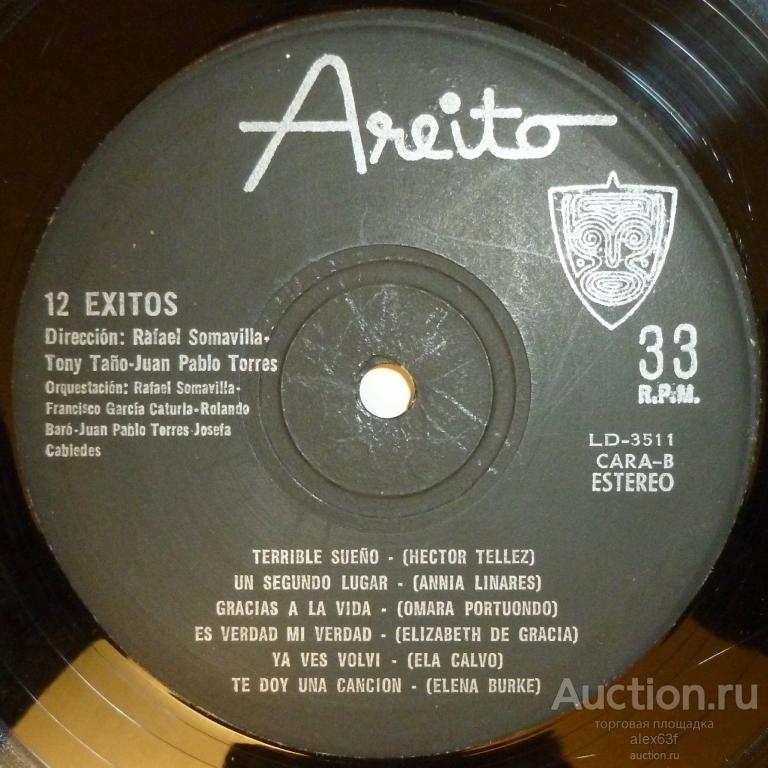 Areito
12 EXITOS
Dirección: Rafael Somavilla-
Tony Taño-Juan Pablo Torres
Orquestación: Rafael Somavilla-
Francisco García Caturla-Rolando
Baró-Juan Pablo Torres-Josefa
Cabiedes
33
R.P.M.
LD-3511
CARA-B
ESTEREO
TERRIBLE SUEÑO - (HECTOR TELLEZ)
UN SEGUNDO LUGAR - (ANNIA LINARES)
GRACIAS A LA VIDA - (OMARA PORTUONDO)
ES VERDAD MI VERDAD - (ELIZABETH DE GRACIA)
YA VES VOLVI - (ELA CALVO)
TE DOY UNA CANCION - (ELENA BURKE)
Auction.ru
торговая площадка
alex63f
auction.ru